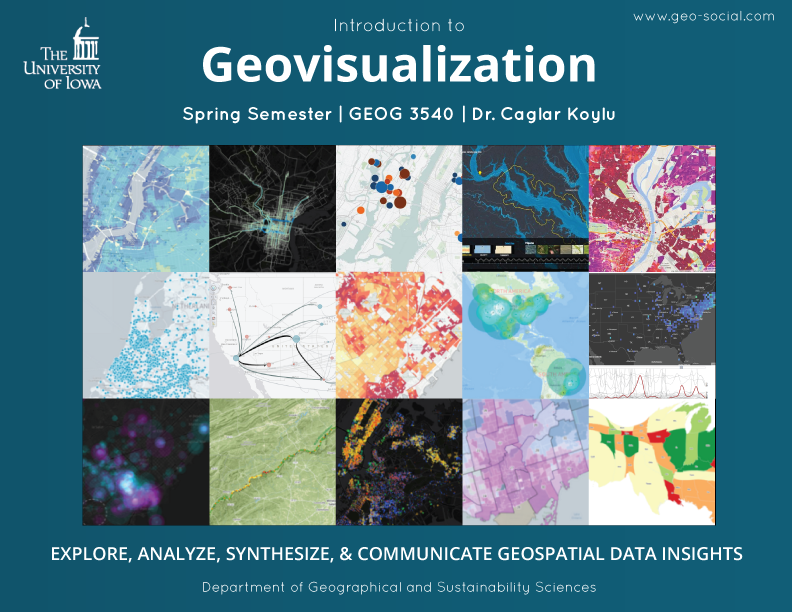 www.geo-social.com
Introduction to
THE
UNIVERSITY
OF IOWA
Geovisualization
Spring Semester | GEOG 3540 | Dr. Caglar Koylu
EXPLORE, ANALYZE, SYNTHESIZE, & COMMUNICATE GEOSPATIAL DATA INSIGHTS
Department of Geographical and Sustainability Sciences